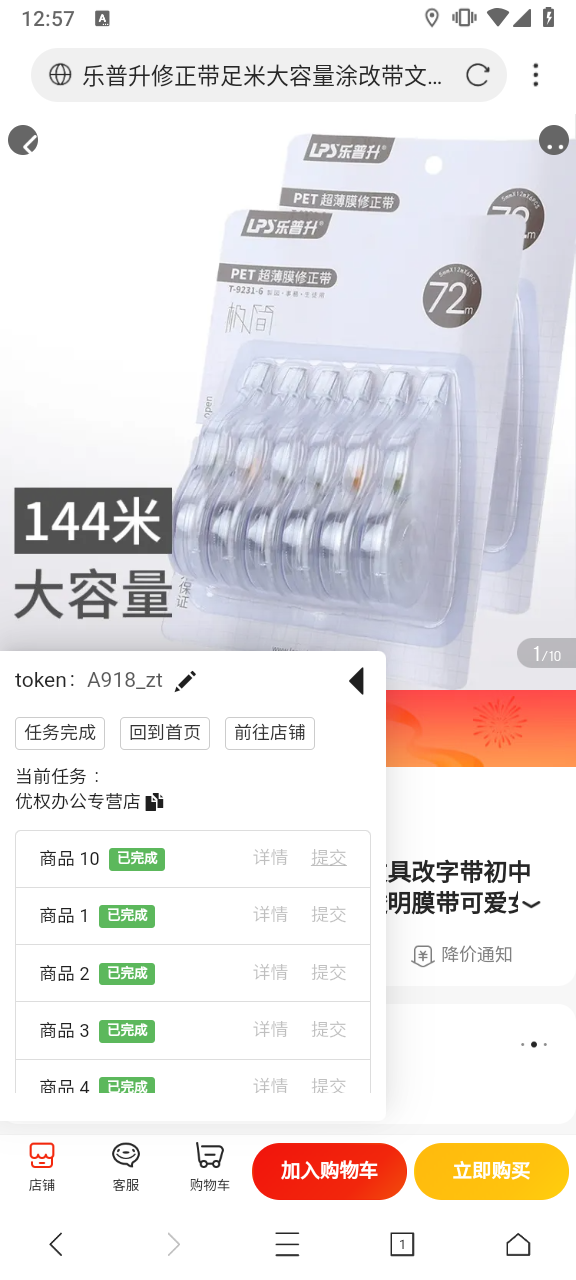 12:57
乐普升修正带足米大容量涂改带文...
LPS乐普升
PET 超薄膜修正带
LPS乐普升
PET 超薄膜修正带
T-9231-6
极简
72m
open
144米
大容量
保证
1/10
token: A918_zt
任务完成 回到首页 前往店铺
当前任务：
优权办公专营店
商品 10 已完成 详情 提交
具改字带初中
商品 1 已完成 详情 提交
明膜带可爱
降价通知
商品 2 已完成 详情 提交
商品 3 已完成 详情 提交
商品 4 已完成 详情 提交
店铺 客服 购物车 加入购物车 立即购买
1